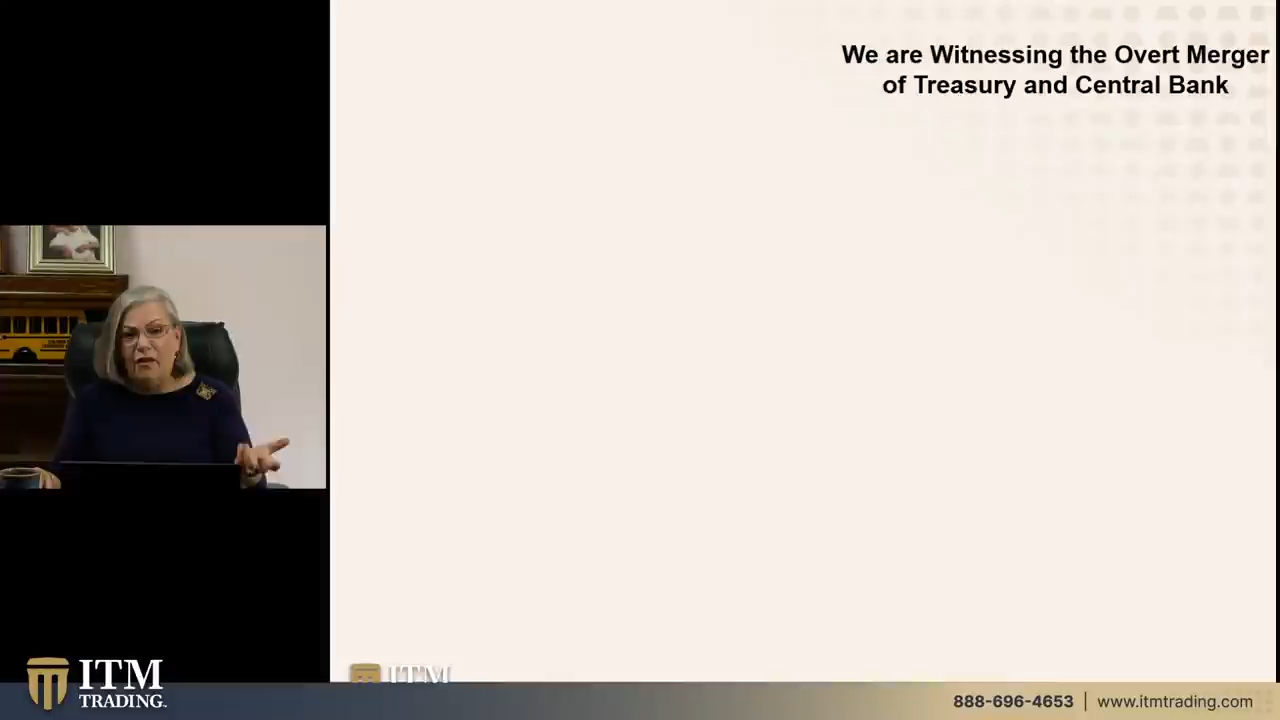 We are Witnessing the Overt Merger
of Treasury and Central Bank
ITM
TRADING.
ITM
888-696-4653 | www.itmtrading.com